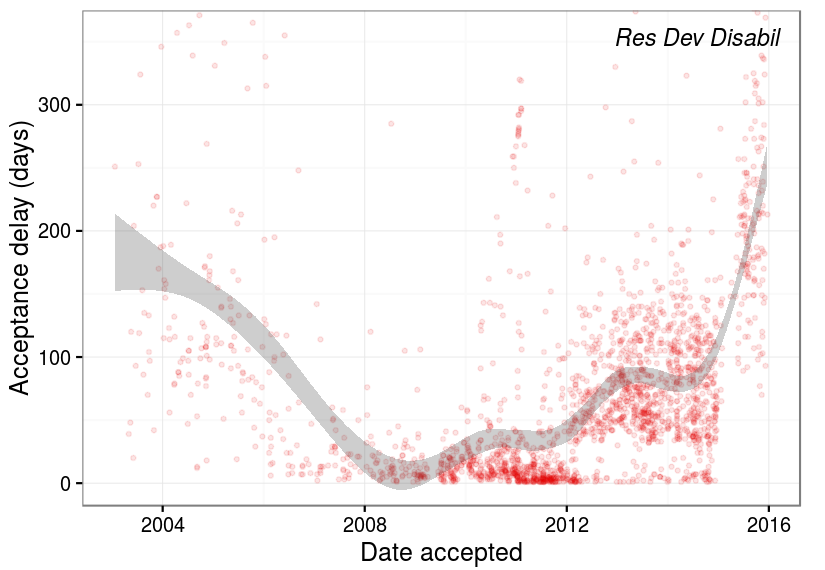 Res Dev Disabil
Acceptance delay (days)
300
200
100
0
2004 2008 2012 2016
Date accepted